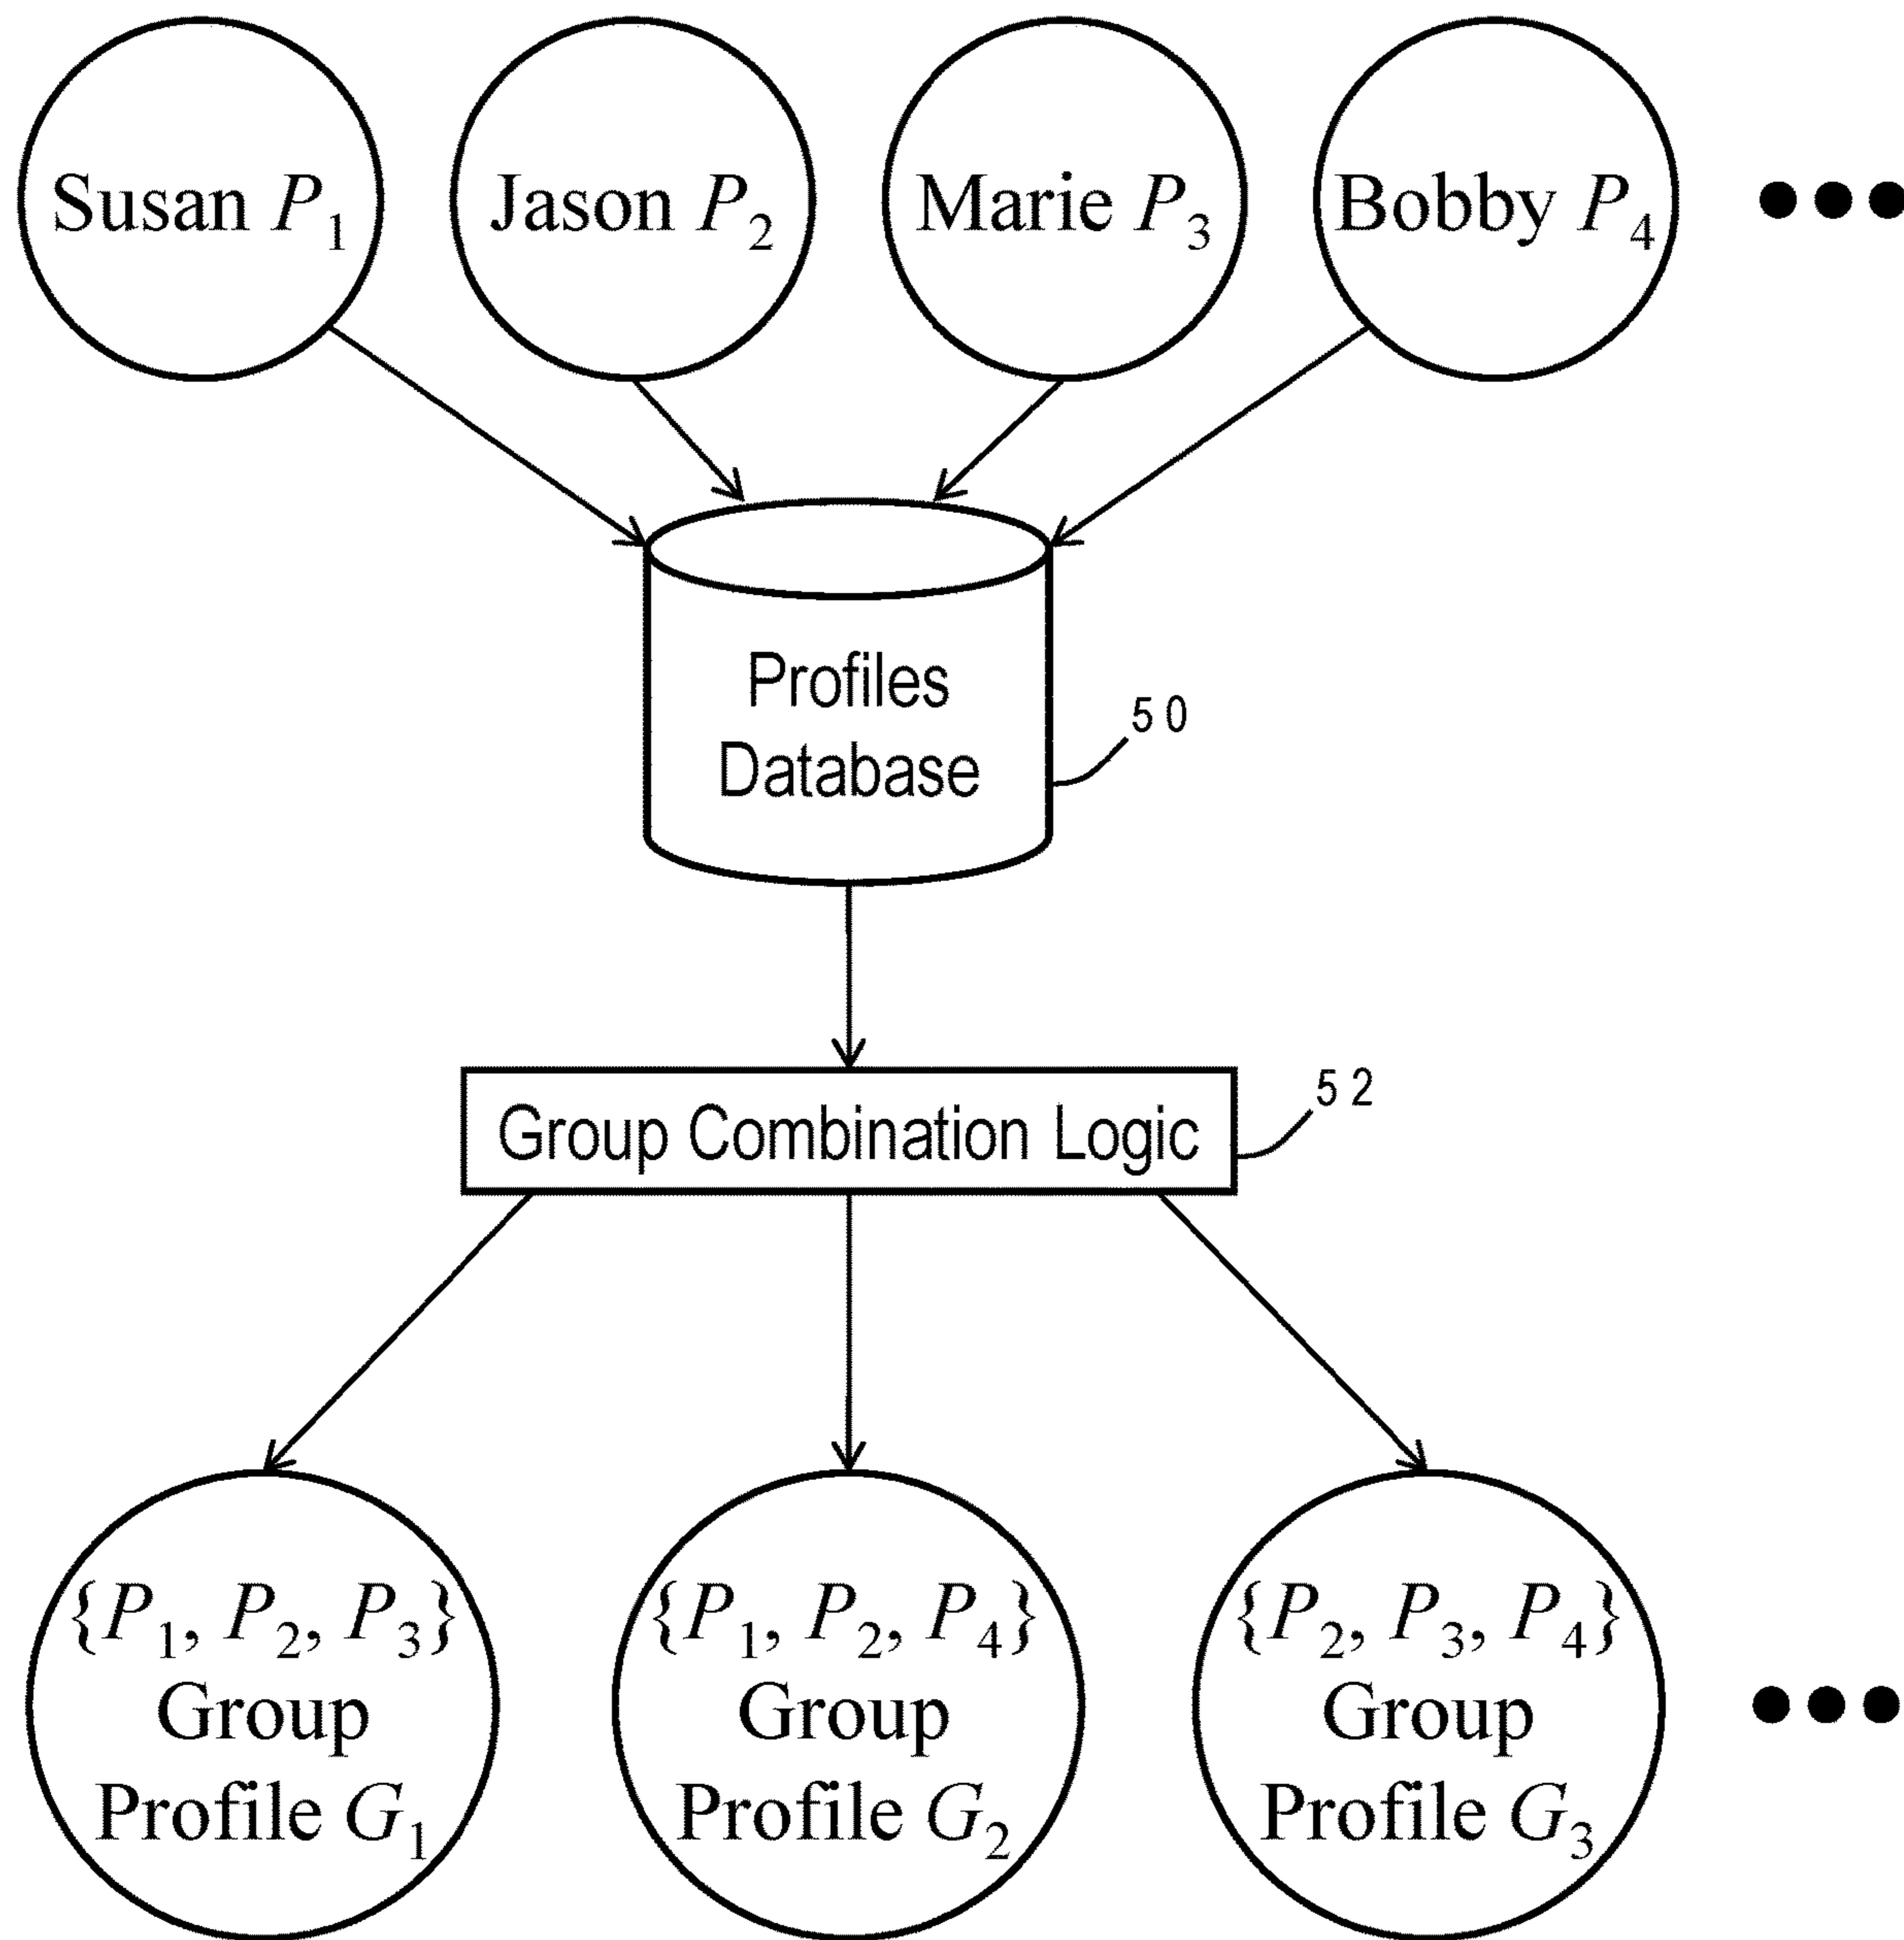 Susan P₁
Jason P₂
Marie P₃
Bobby P₄
Profiles
Database
50
Group Combination Logic
52
{P₁, P₂, P₃}
Group
Profile G₁
{P₁, P₂, P₄}
Group
Profile G₂
{P₂, P₃, P₄}
Group
Profile G₃